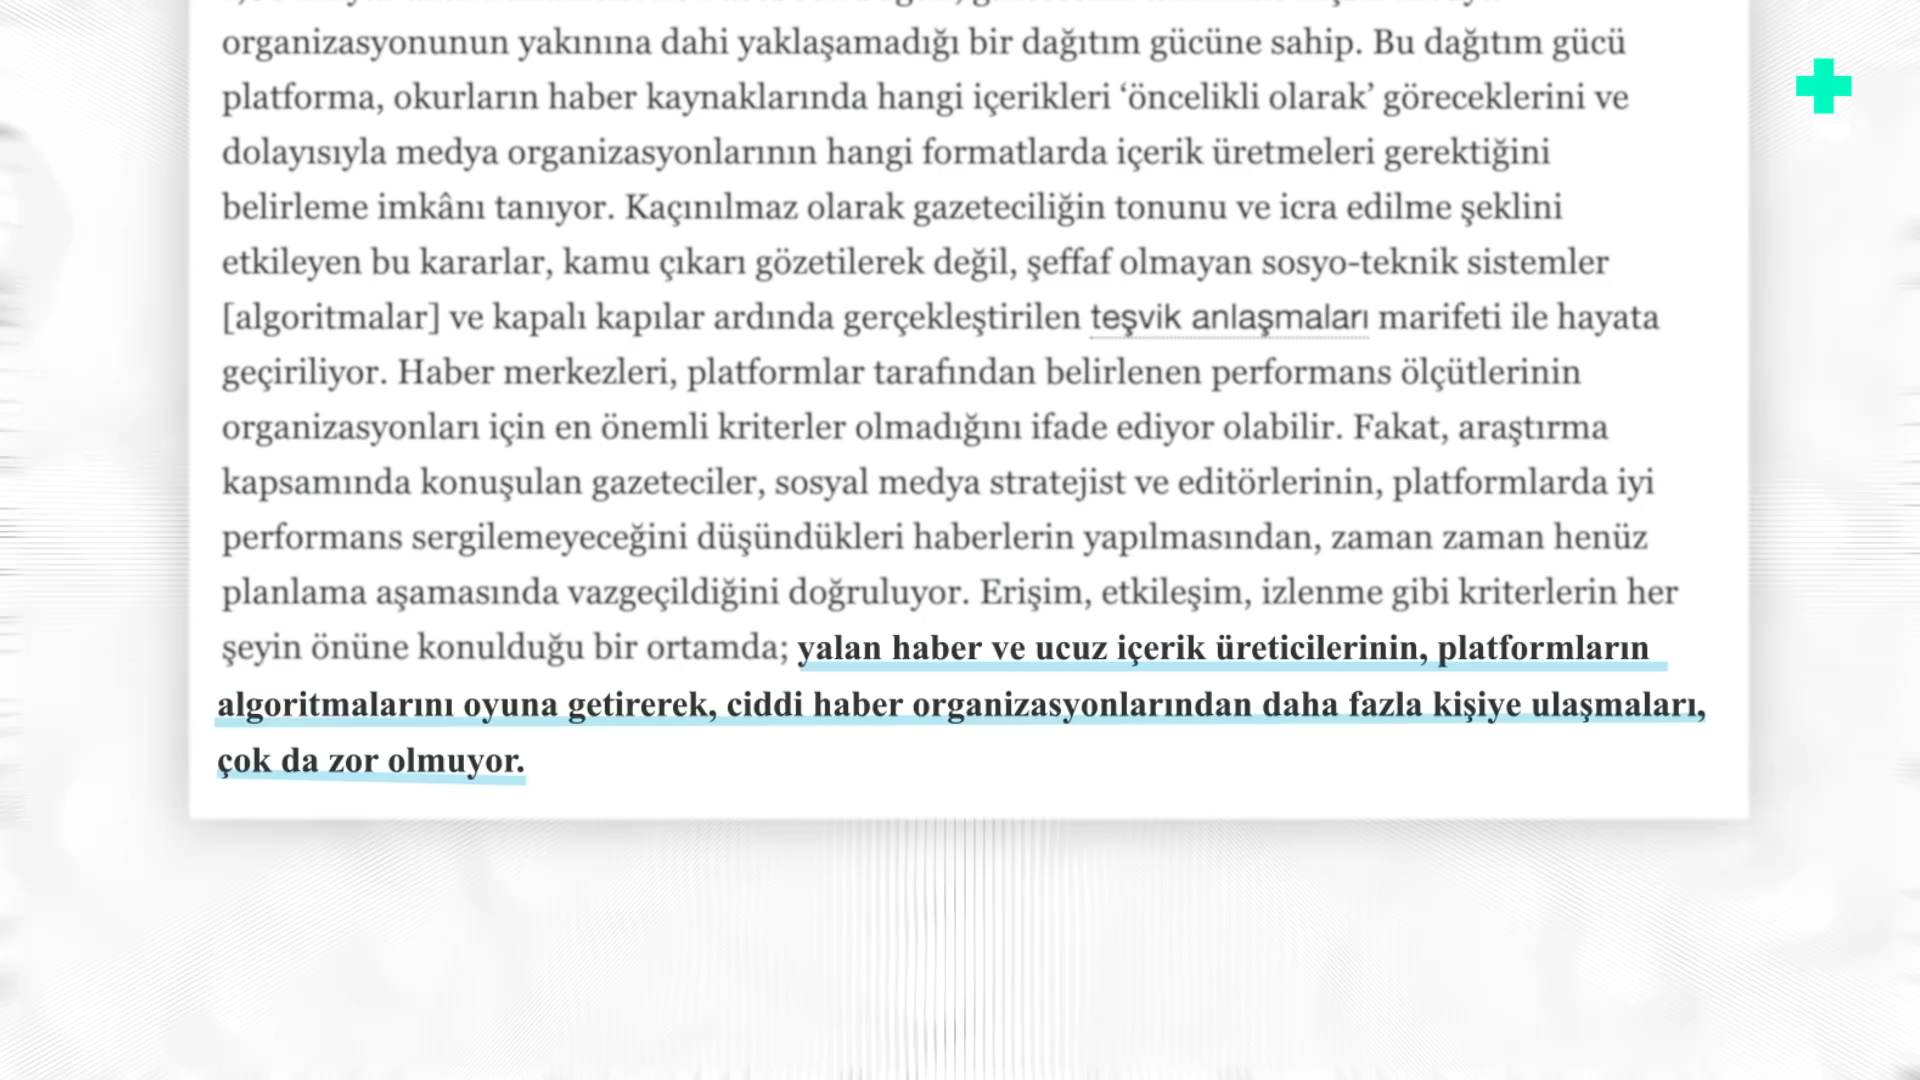 organizasyonunun yakınına dahi yaklaşamadığı bir dağıtım gücüne sahip. Bu dağıtım gücü
platforma, okurların haber kaynaklarında hangi içerikleri ‘öncelikli olarak’ göreceklerini ve
dolayısıyla medya organizasyonlarının hangi formatlarda içerik üretmeleri gerektiğini
belirleme imkânı tanıyor. Kaçınılmaz olarak gazeteciliğin tonunu ve icra edilme şeklini
etkileyen bu kararlar, kamu çıkarı gözetilerek değil, şeffaf olmayan sosyo-teknik sistemler
[algoritmalar] ve kapalı kapılar ardında gerçekleştirilen teşvik anlaşmaları marifeti ile hayata
geçiriliyor. Haber merkezleri, platformlar tarafından belirlenen performans ölçütlerinin
organizasyonları için en önemli kriterler olmadığını ifade ediyor olabilir. Fakat, araştırma
kapsamında konuşulan gazeteciler, sosyal medya stratejist ve editörlerinin, platformlarda iyi
performans sergilemeyeceğini düşündükleri haberlerin yapılmasından, zaman zaman henüz
planlama aşamasında vazgeçildiğini doğruluyor. Erişim, etkileşim, izlenme gibi kriterlerin her
şeyin önüne konulduğu bir ortamda; yalan haber ve ucuz içerik üreticilerinin, platformların
algoritmalarını oyuna getirerek, ciddi haber organizasyonlarından daha fazla kişiye ulaşmaları,
çok da zor olmuyor.